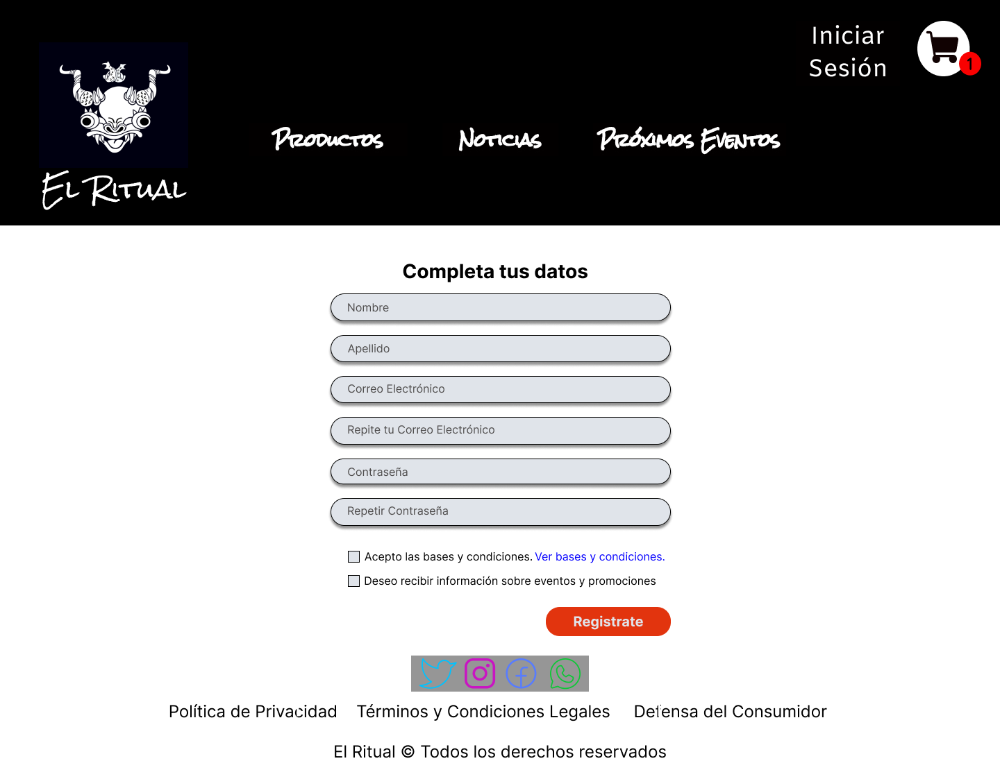 Iniciar
Sesión
1
Productos
Noticias
Próximos Eventos
El Ritual
Completa tus datos
Nombre
Apellido
Correo Electrónico
Repite tu Correo Electrónico
Contraseña
Repetir Contraseña
Acepto las bases y condiciones. Ver bases y condiciones.
Deseo recibir información sobre eventos y promociones
Registrate
Política de Privacidad
Términos y Condiciones Legales
Defensa del Consumidor
El Ritual © Todos los derechos reservados